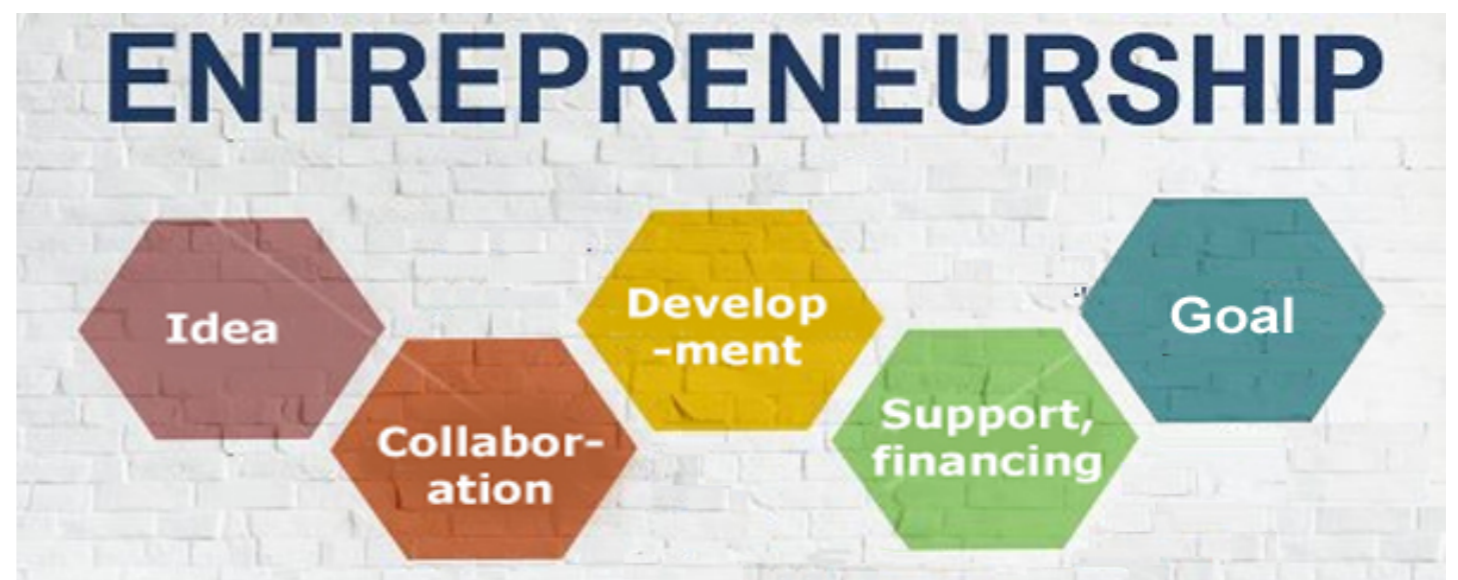 ENTREPRENEURSHIP
Idea
Collabor-
ation
Develop
-ment
Support,
financing
Goal